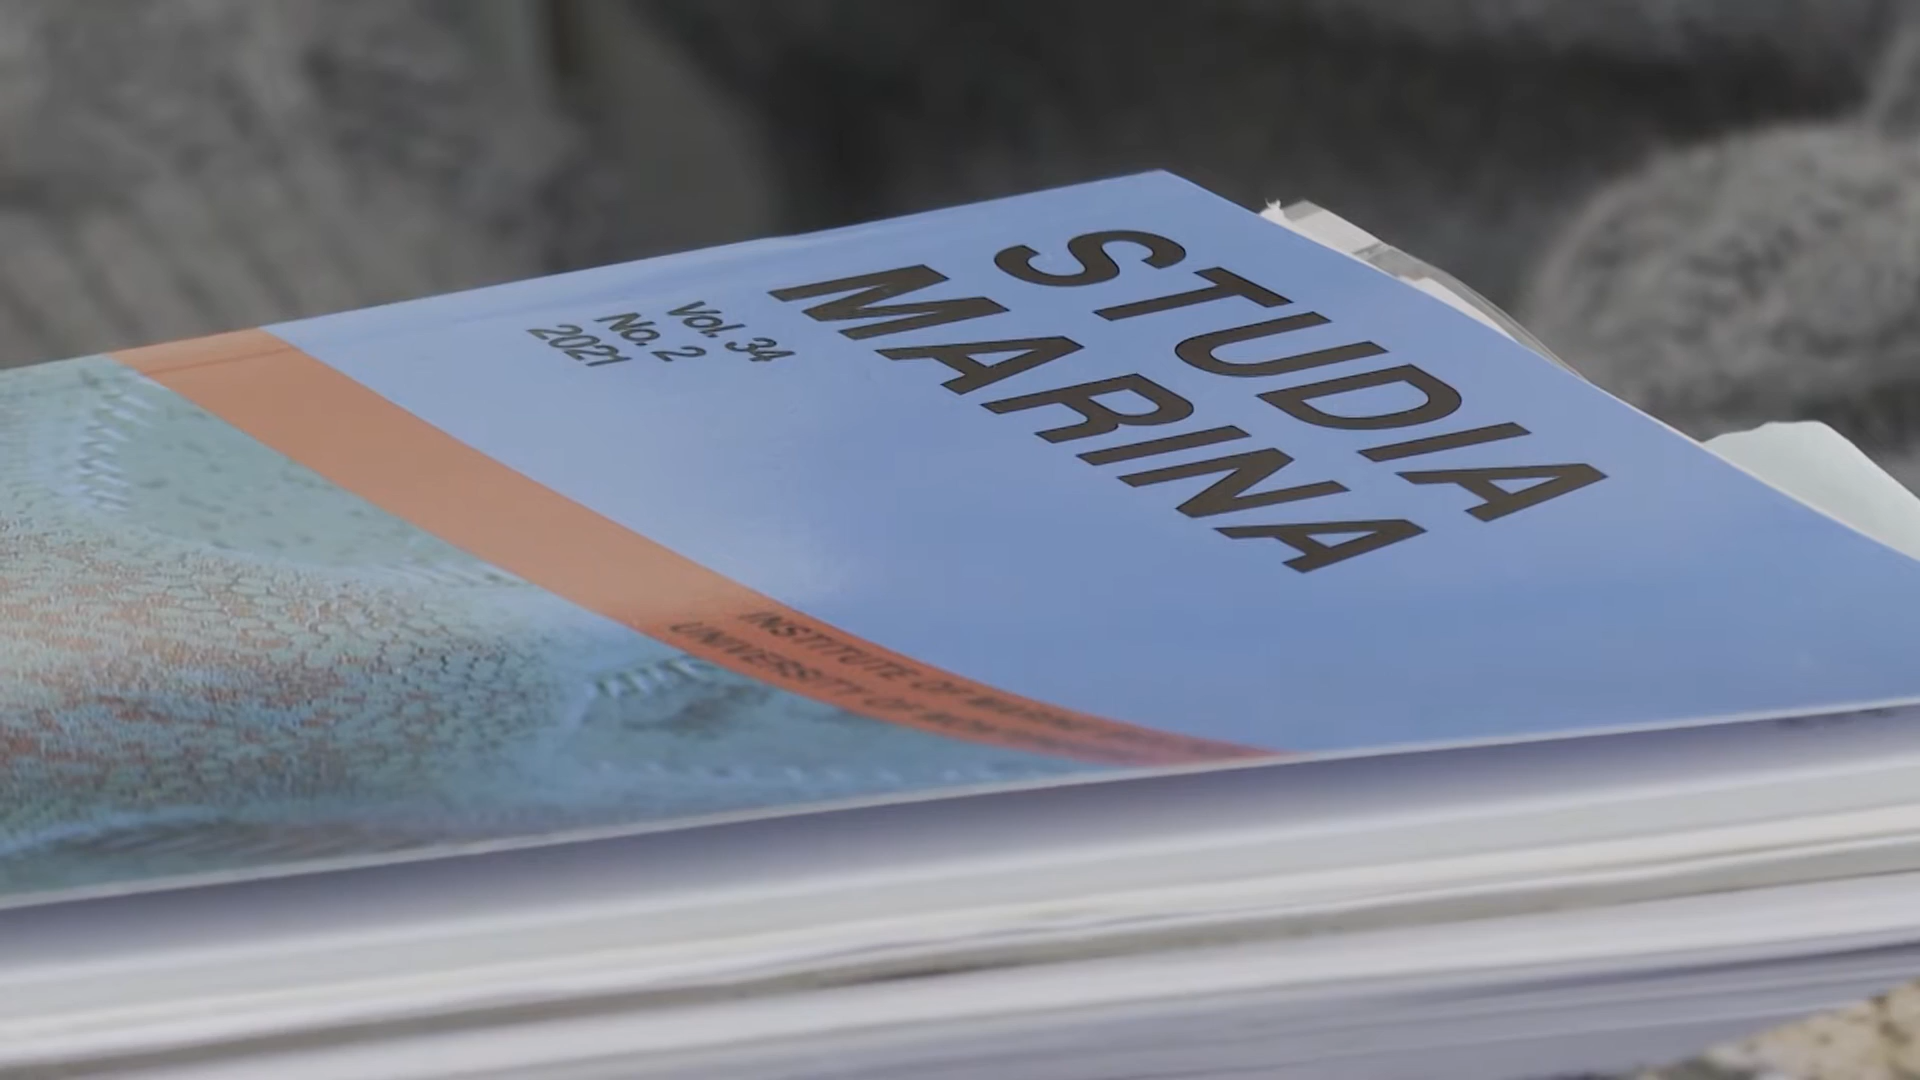 STUDIA
MARINA
Vol. 34
No. 2
2021
INSTITUTE OF
UNIVERSITY OF